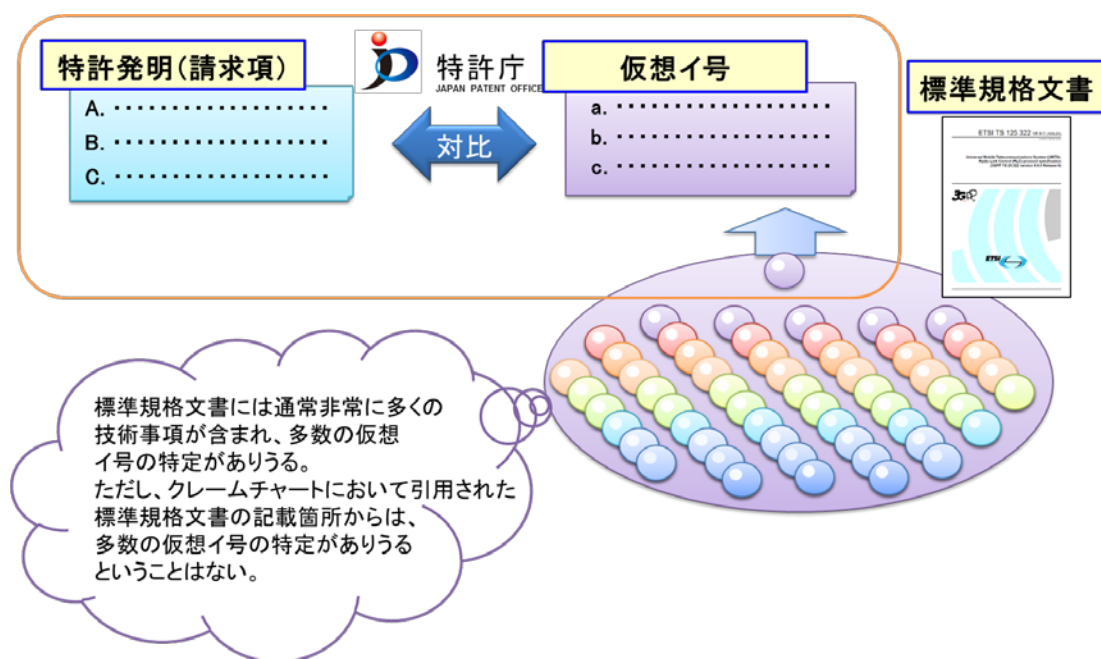 特許発明(請求項)
A. ・・・・・・・・・・・・・・・・・・・・
B. ・・・・・・・・・・・・・・・・・・・・
C. ・・・・・・・・・・・・・・・・・・・・
特許庁
JAPAN PATENT OFFICE
対比
仮想イ号
a. ・・・・・・・・・・・・・・・・・・・・
b. ・・・・・・・・・・・・・・・・・・・・
c. ・・・・・・・・・・・・・・・・・・・・
標準規格文書
ETSI TS 125 322
3GPP
ETSI
標準規格文書には通常非常に多くの
技術事項が含まれ、多数の仮想
イ号の特定がありうる。
ただし、クレームチャートにおいて引用された
標準規格文書の記載箇所からは、
多数の仮想イ号の特定がありうる
ということはない。